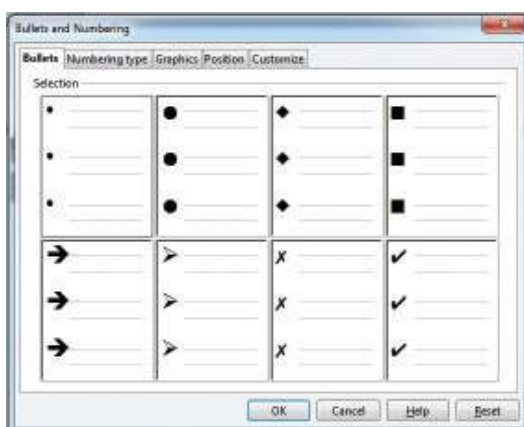 Bullets and Numbering
Bullets Numbering type Graphics Position Customize
Selection
OK Cancel Help Reset